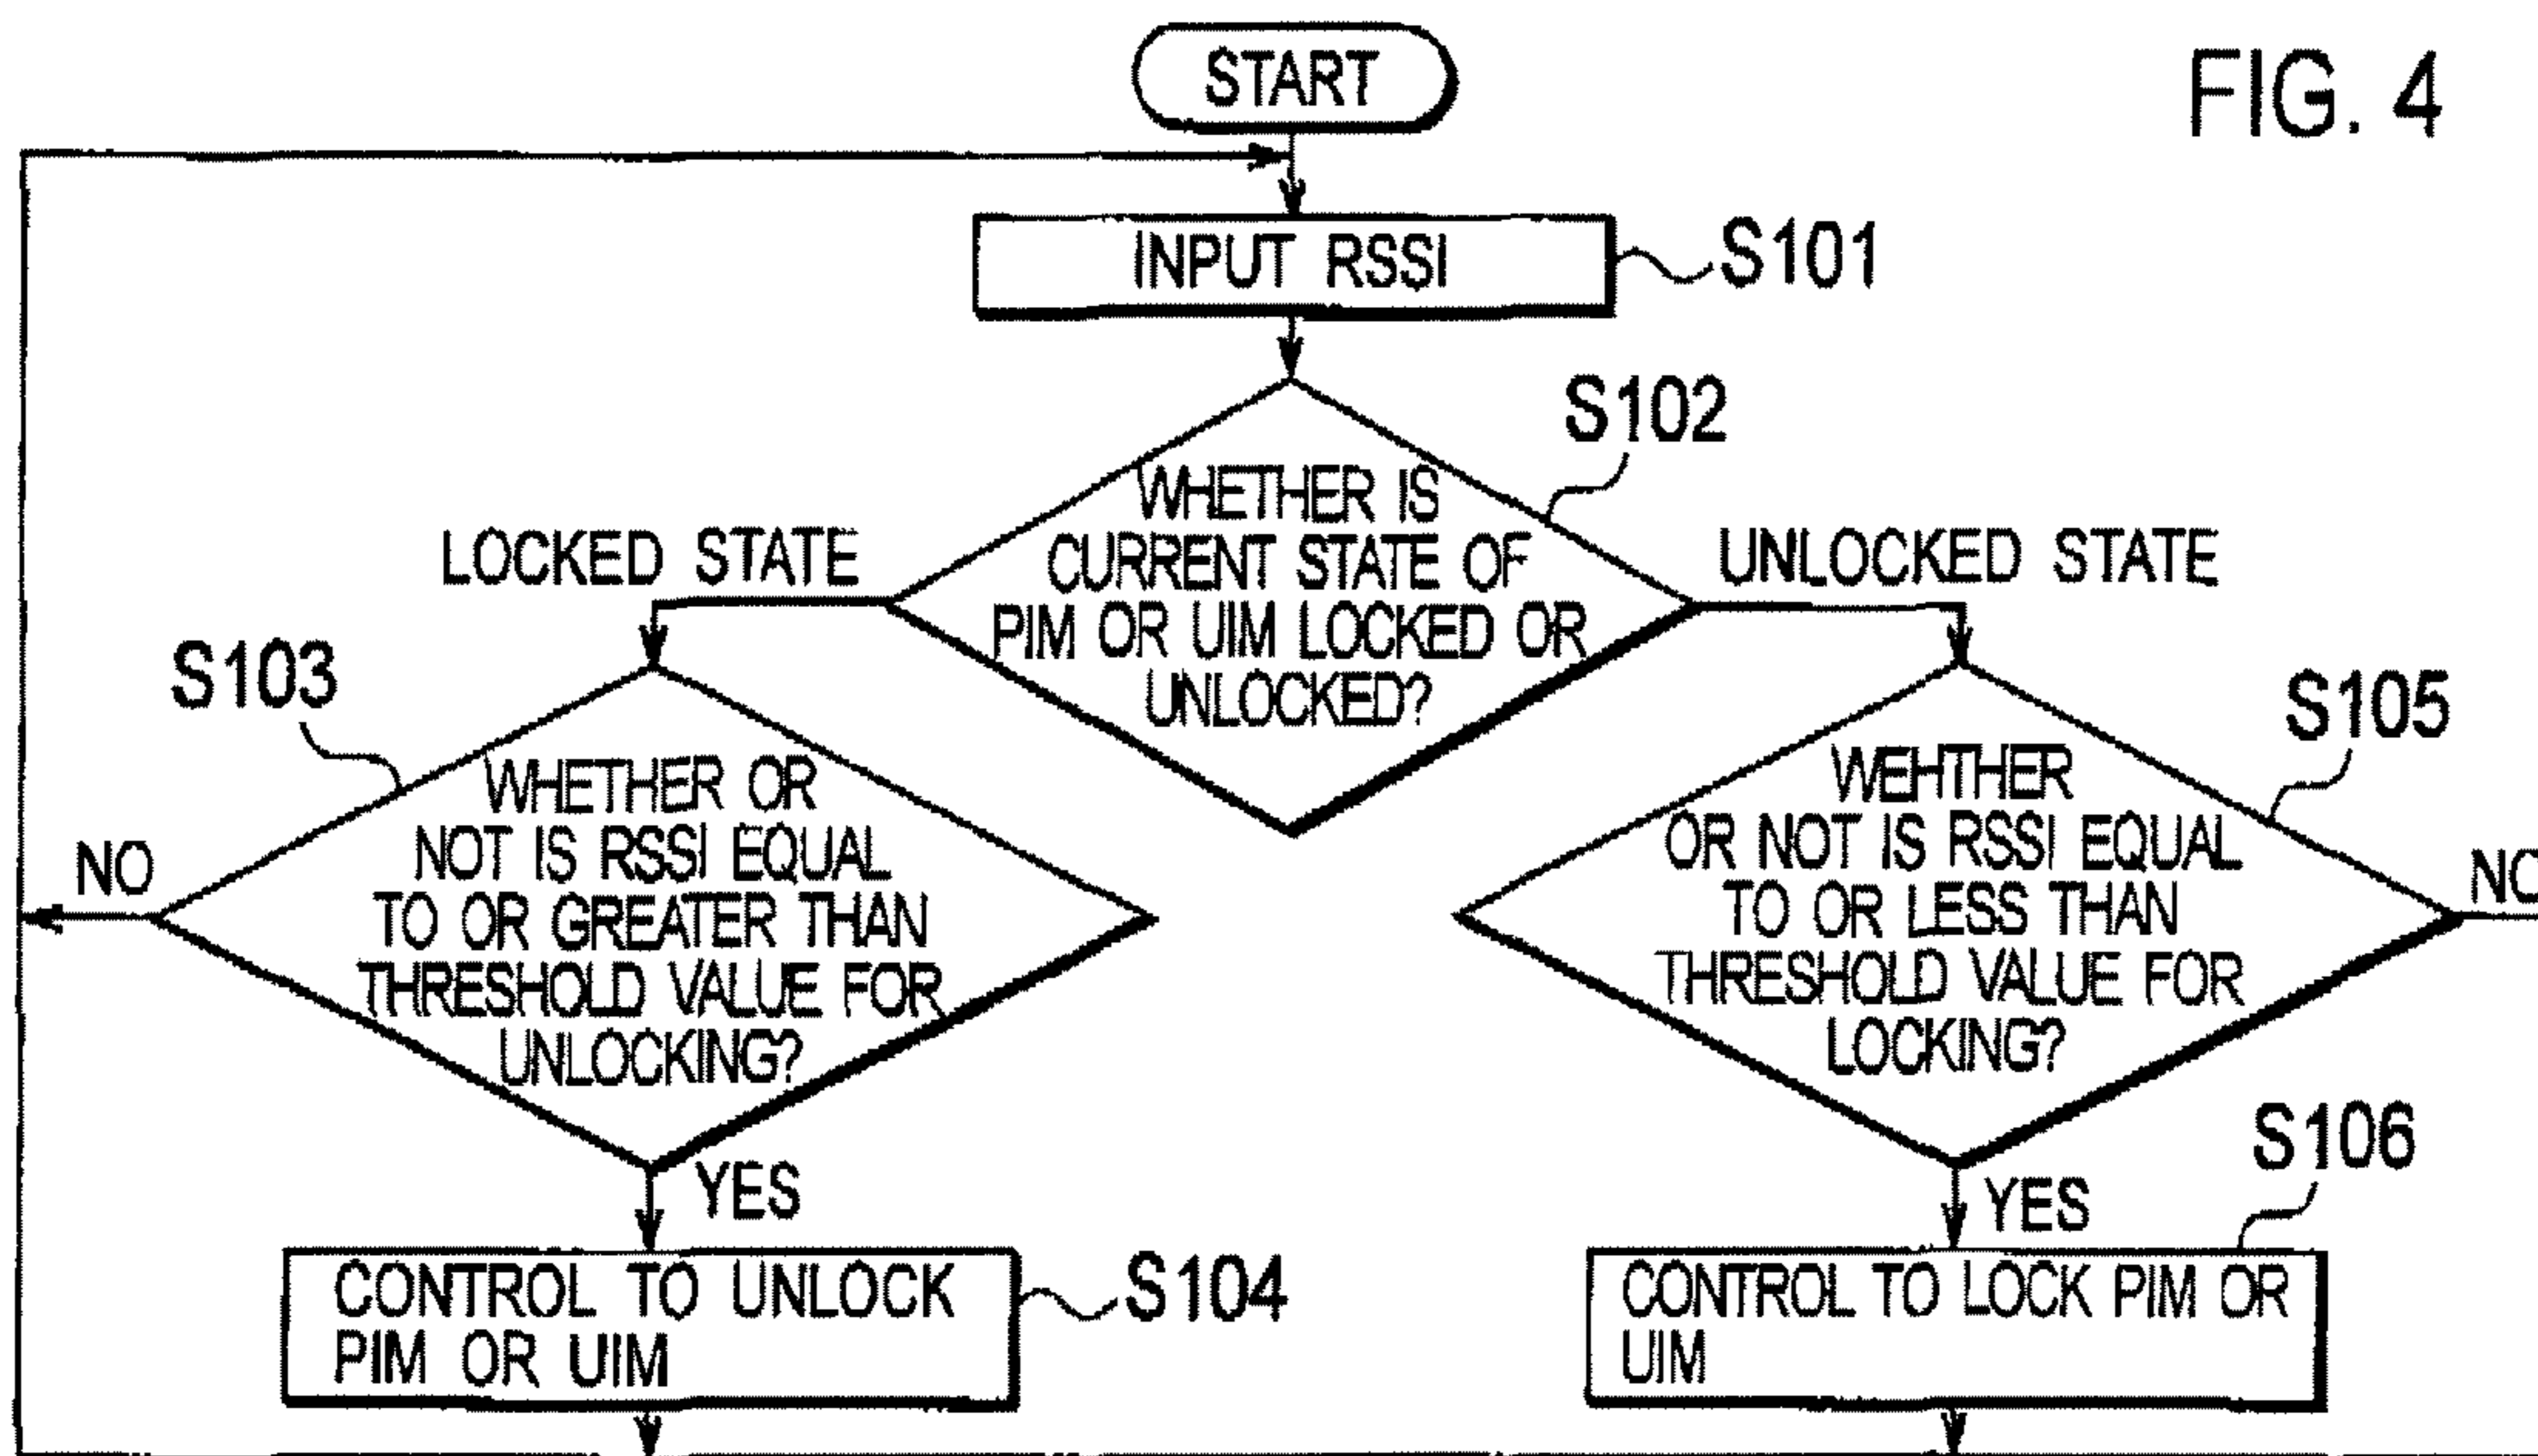 START
FIG. 4
INPUT RSSI
S101
S102
WHETHER IS
CURRENT STATE OF
PIM OR UIM LOCKED OR
UNLOCKED?
LOCKED STATE
UNLOCKED STATE
S103
WHETHER OR
NOT IS RSSI EQUAL
TO OR GREATER THAN
THRESHOLD VALUE FOR
UNLOCKING?
NO
YES
S105
WEHTHER
OR NOT IS RSSI EQUAL
TO OR LESS THAN
THRESHOLD VALUE FOR
LOCKING?
NO
YES
CONTROL TO UNLOCK
PIM OR UIM
S104
S106
CONTROL TO LOCK PIM OR
UIM